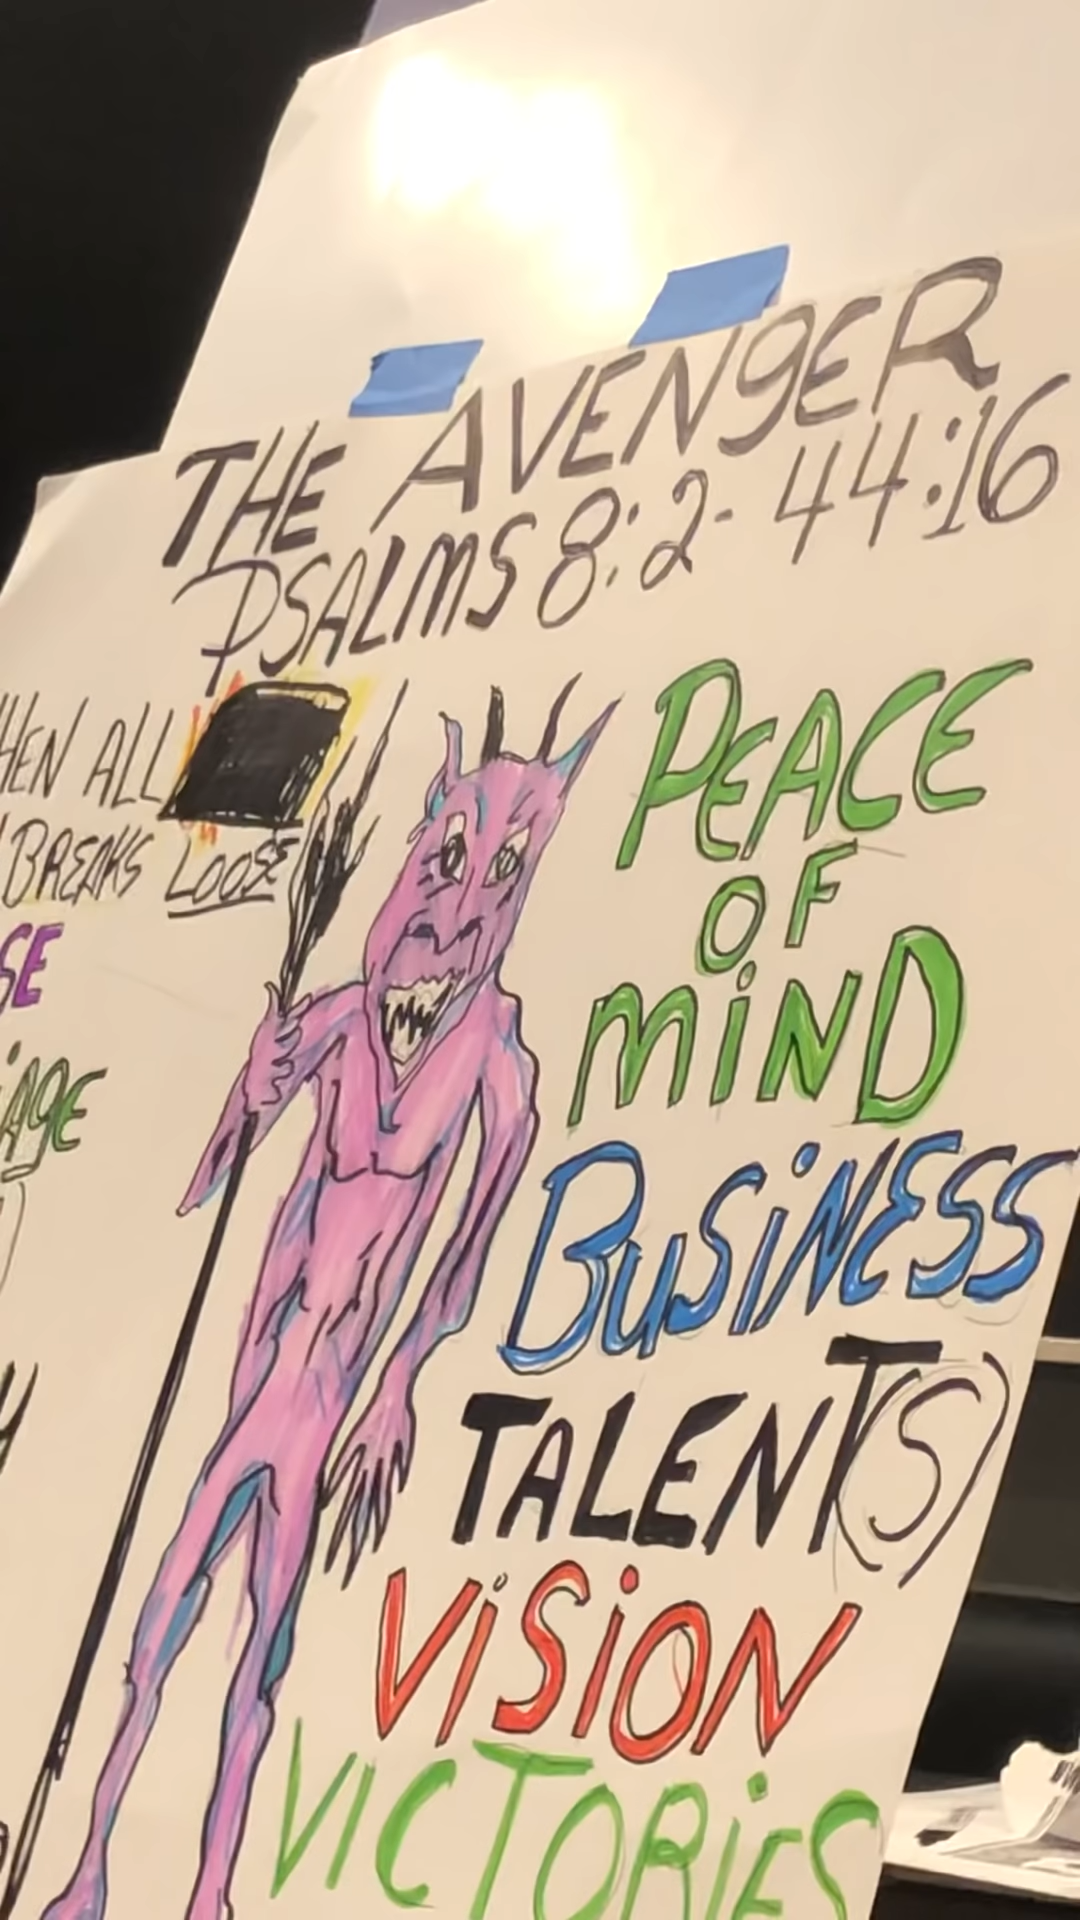 THE AVENGER
PSALMS 8:2-44:16
HEN ALL
BREAKS LOOSE
SE
AGE
PEACE
OF
MiND
BUSiNESS
TALENT(S)
ViSiON
VICTORiES